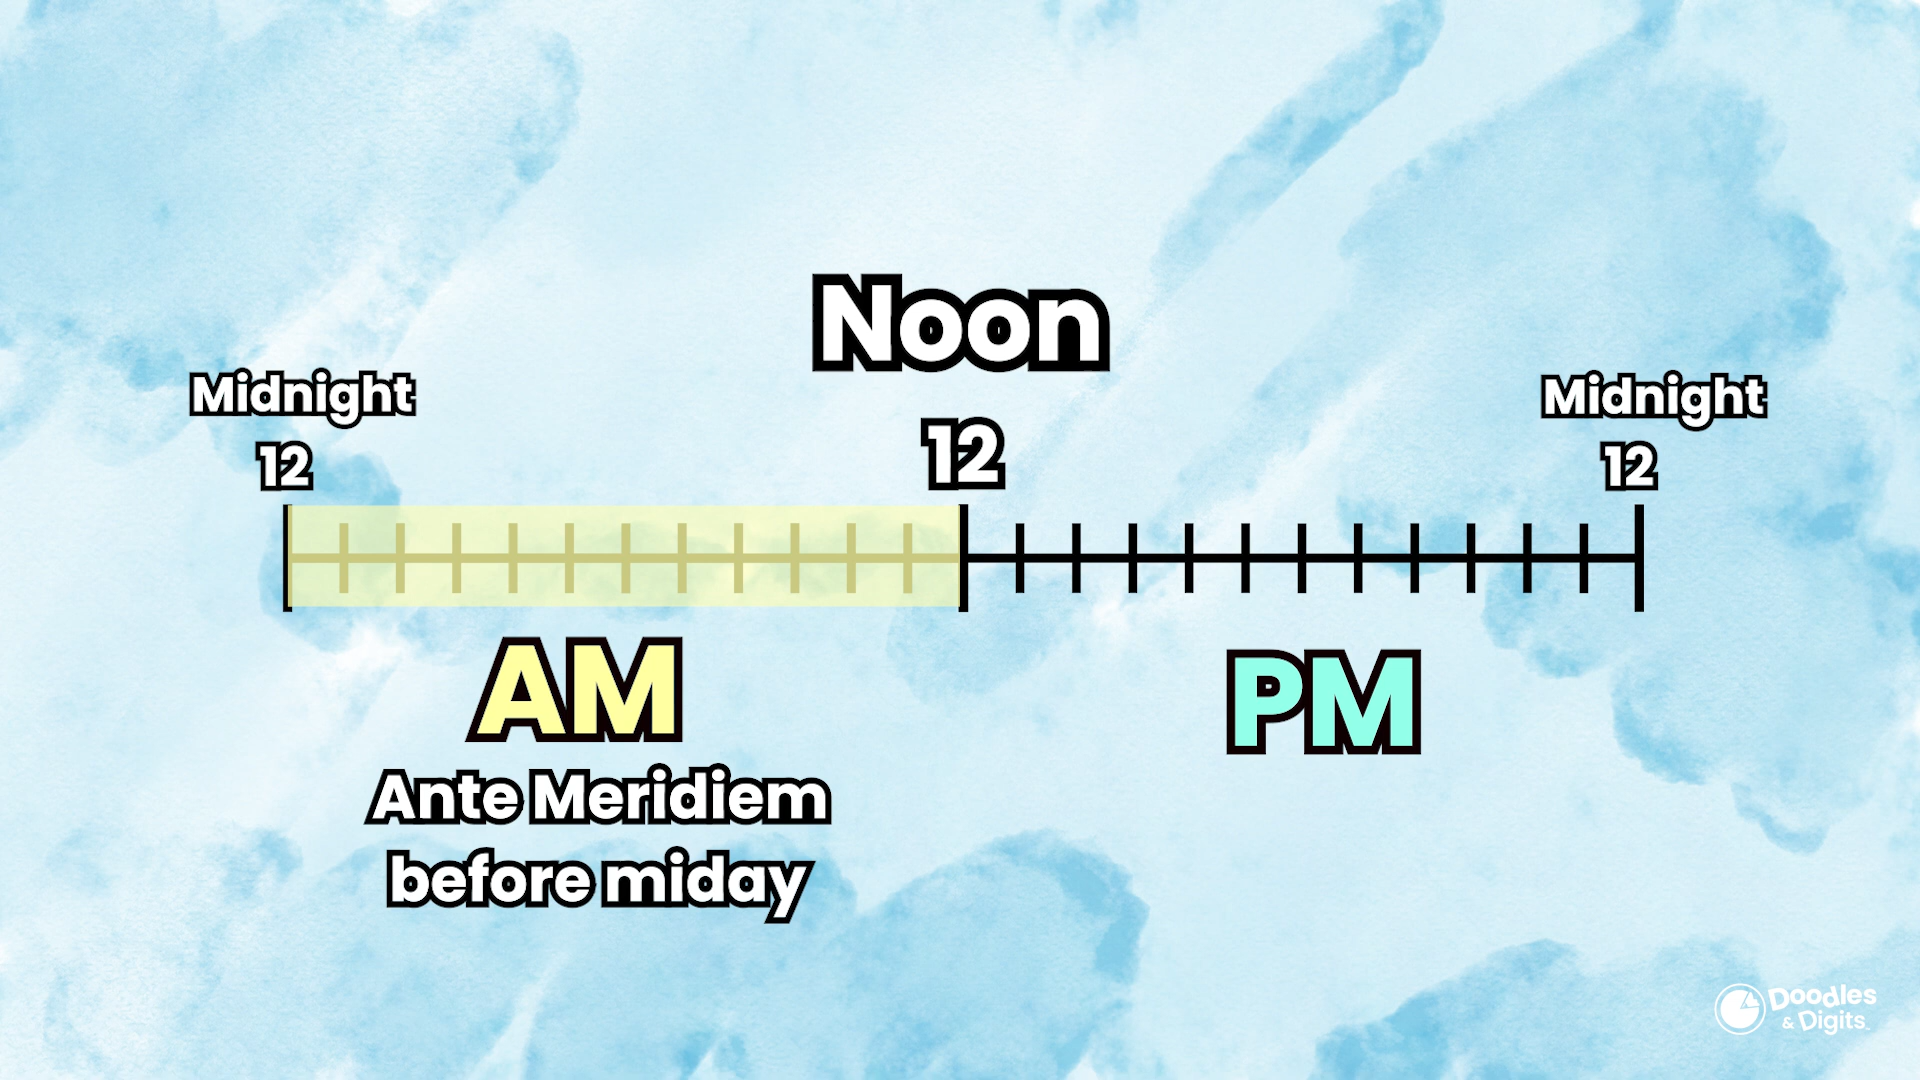 Noon
12
Midnight
12
Midnight
12
AM
Ante Meridiem
before miday
PM
Doodles
& Digits